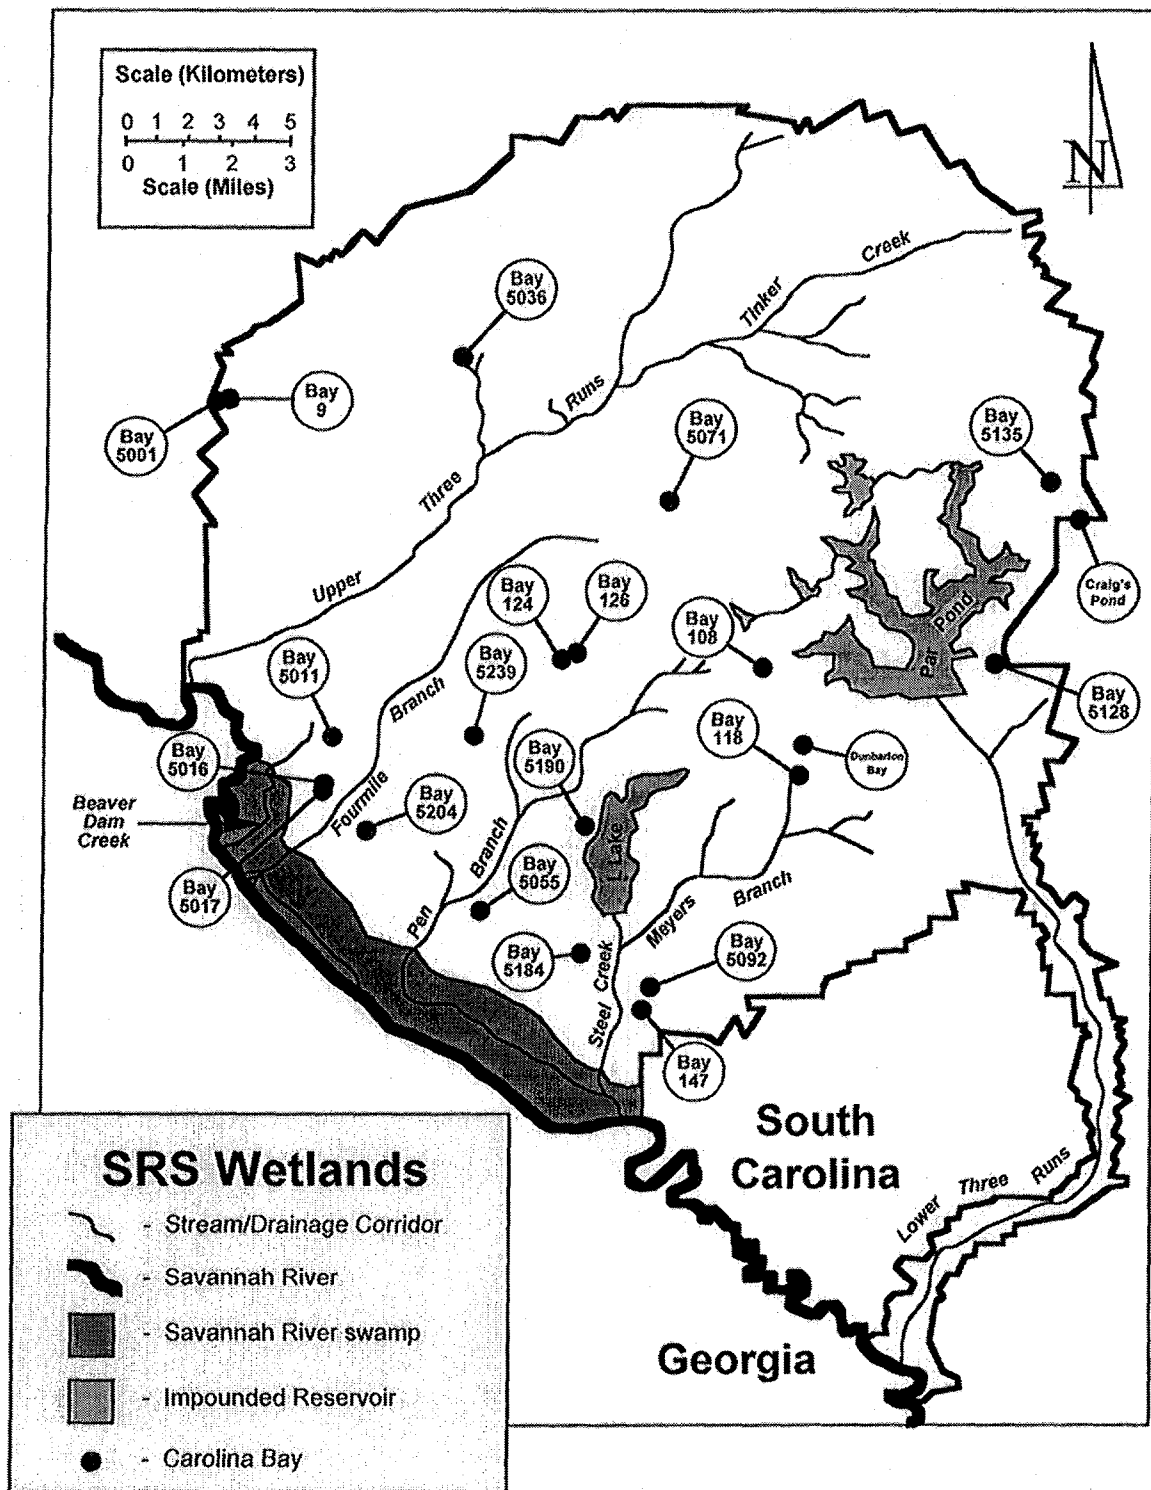 Scale (Kilometers)
0 1 2 3 4 5
0 1 2 3
Scale (Miles)
N
Creek
Tinker
Bay
5036
Runs
Bay
9
Bay
5001
Bay
5071
Bay
5135
Three
Upper
Bay
124
Bay
126
Craig's
Pond
Bay
108
Par Pond
Bay
5011
Bay
5239
Branch
Bay
5128
Bay
118
Dunbarton
Bay
Bay
5016
Bay
5190
Beaver
Dam
Creek
Fourmile
Bay
5204
Branch
L Lake
Bay
5055
Bay
5017
Pen
Meyers
Branch
Bay
5184
Steel Creek
Bay
5092
Bay
147
South
Carolina
Lower Three Runs
Georgia
SRS Wetlands
- Stream/Drainage Corridor
- Savannah River
- Savannah River swamp
- Impounded Reservoir
- Carolina Bay